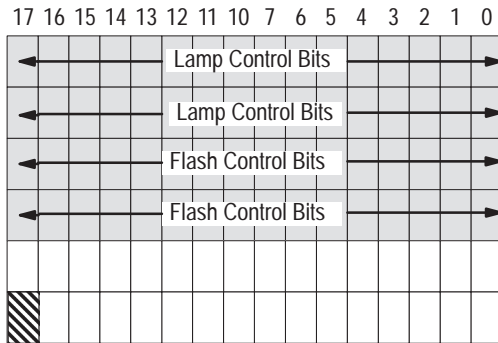 17 16 15 14 13 12 11 10 7 6 5 4 3 2 1 0
Lamp Control Bits
Lamp Control Bits
Flash Control Bits
Flash Control Bits